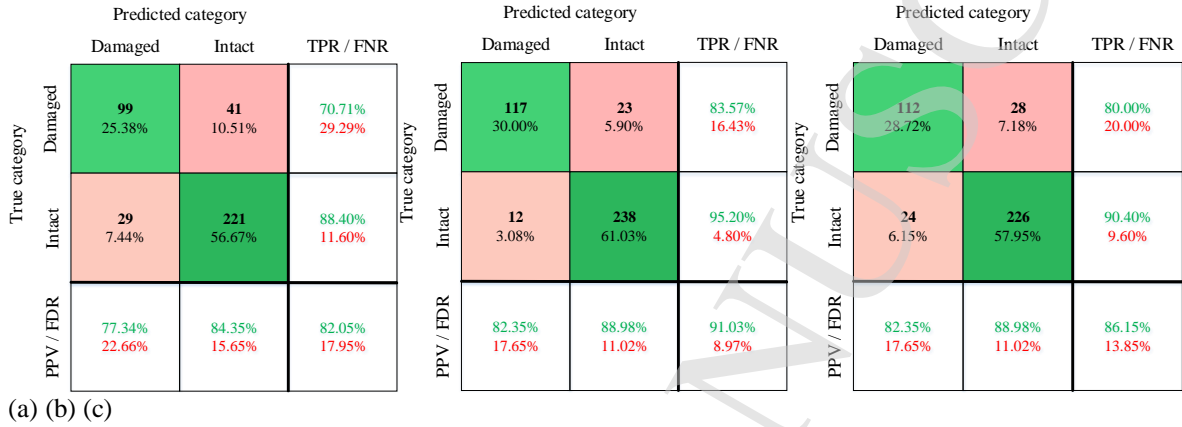 Predicted category Predicted category Predicted category
Damaged Intact TPR / FNR Damaged Intact TPR / FNR Damaged Intact TPR / FNR
True category True category True category
Damaged 99 41 70.71% Damaged 117 23 83.57% Damaged 112 28 80.00%
25.38% 10.51% 29.29% 30.00% 5.90% 16.43% 28.72% 7.18% 20.00%
Intact 29 221 88.40% Intact 12 238 95.20% Intact 24 226 90.40%
7.44% 56.67% 11.60% 3.08% 61.03% 4.80% 6.15% 57.95% 9.60%
PPV / FDR 77.34% 84.35% 82.05% PPV / FDR 82.35% 88.98% 91.03% PPV / FDR 82.35% 88.98% 86.15%
22.66% 15.65% 17.95% 17.65% 11.02% 8.97% 17.65% 11.02% 13.85%
(a) (b) (c)
NUSC